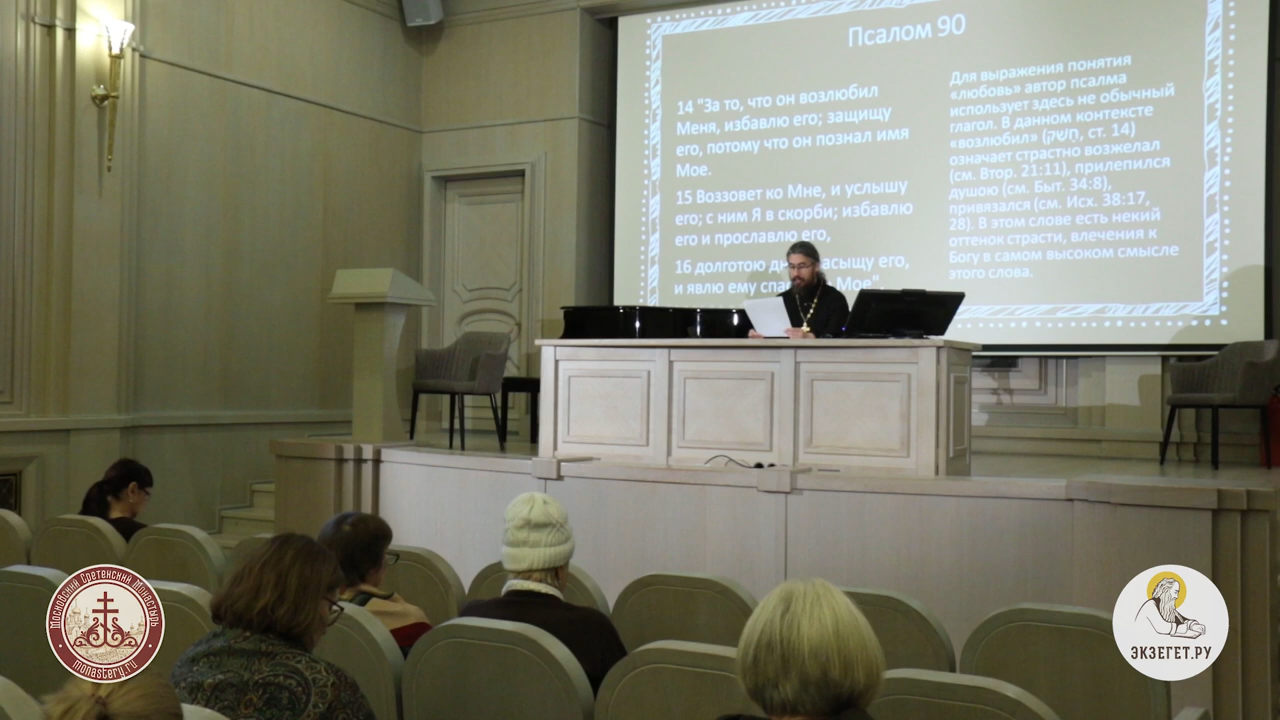 Псалом 90
14 "За то, что он возлюбил
Меня, избавлю его; защищу
его, потому что он познал имя
Мое.
15 Воззовет ко Мне, и услышу
его; с ним Я в скорби; избавлю
его и прославлю его,
16 долготою
его,
и явлю ему
Мое".
Для выражения понятия
«любовь» автор псалма
использует здесь не обычный
глагол. В данном контексте
«возлюбил» (חָשַׁק, ст. 14)
означает страстно возжелал
(см. Втор. 21:11), прилепился
душою (см. Быт. 34:8),
привязался (см. Исх. 38:17,
28). В этом слове есть некий
оттенок страсти, влечения к
Богу в самом высоком смысле
этого слова.
Московский Сретенский Монастырь
monastery.ru
ЭКЗЕГЕТ.РУ